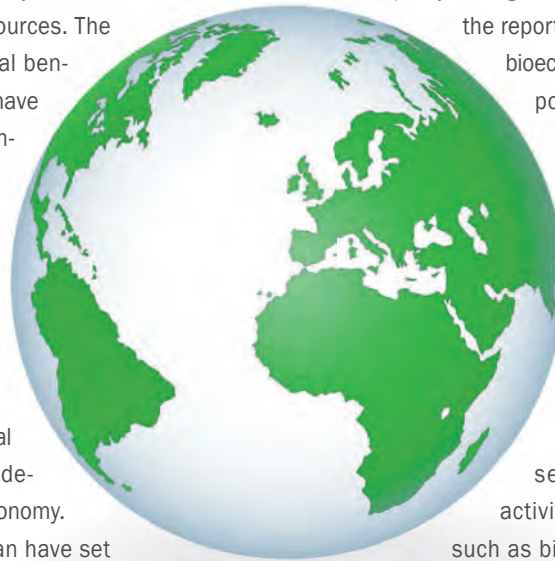 ources. The
al ben-
have
al
de-
onomy.
an have set
the report
bioec
po
se
activit
such as bi